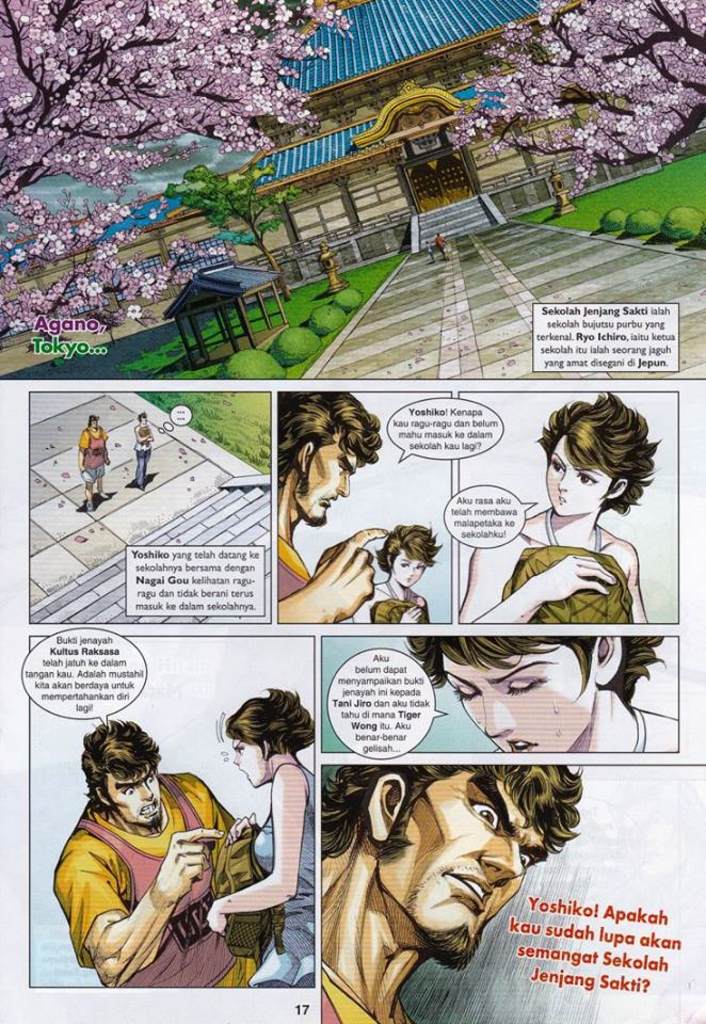 Agano,
Tokyo...
Sekolah Jenjang Sakti ialah
sekolah bujutsu purbu yang
terkenal. Ryo Ichiro, iaitu ketua
sekolah itu ialah seorang jaguh
yang amat disegani di Jepun.
...
...
Yoshiko yang telah datang ke
sekolahnya bersama dengan
Nagai Gou kelihatan ragu-
ragu dan tidak berani terus
masuk ke dalam sekolahnya.
Yoshiko! Kenapa
kau ragu-ragu dan belum
mahu masuk ke dalam
sekolah kau lagi?
Aku rasa aku
telah membawa
malapetaka ke
sekolahku!
Bukti jenayah
Kultus Raksasa
telah jatuh ke dalam
tangan kau. Adalah mustahil
kita akan berdaya untuk
mempertahankan diri
lagi!
Aku
belum dapat
menyampaikan bukti
jenayah ini kepada
Tani Jiro dan aku tidak
tahu di mana Tiger
Wong itu. Aku
benar-benar
gelisah...
Yoshiko! Apakah
kau sudah lupa akan
semangat Sekolah
Jenjang Sakti?
17